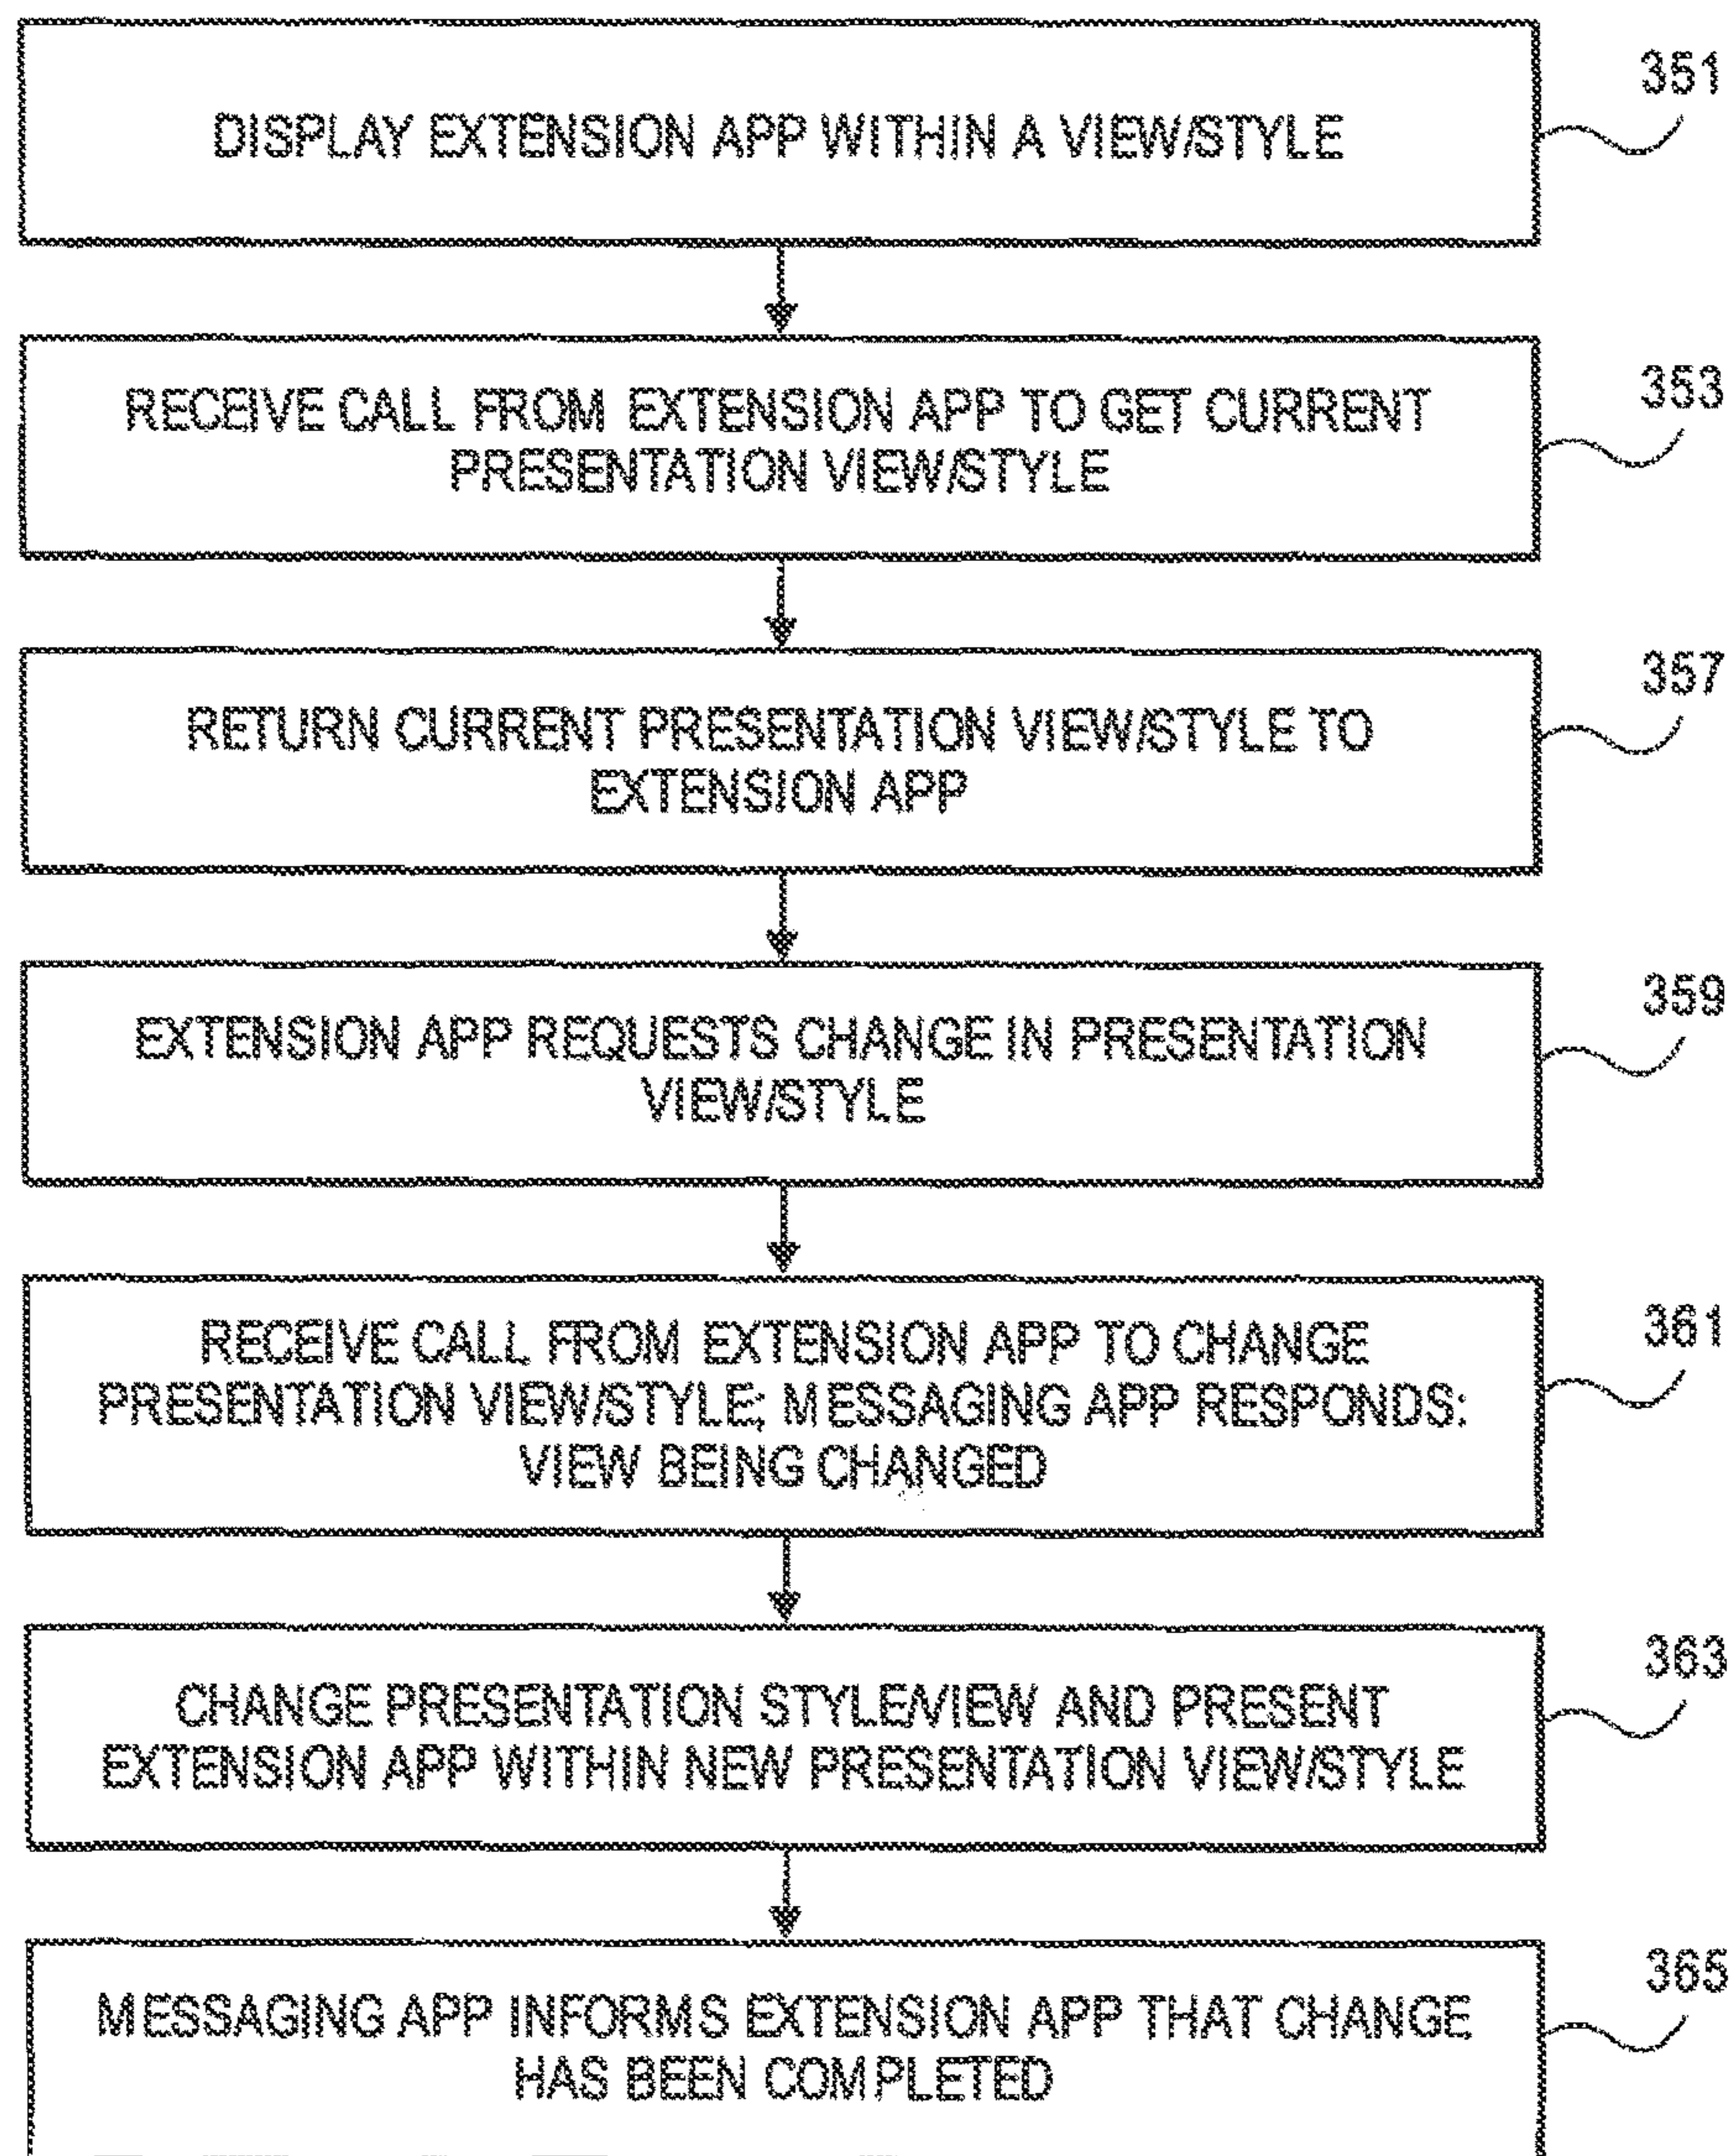 351
DISPLAY EXTENSION APP WITHIN A VIEW/STYLE
353
RECEIVE CALL FROM EXTENSION APP TO GET CURRENT
PRESENTATION VIEW/STYLE
357
RETURN CURRENT PRESENTATION VIEW/STYLE TO
EXTENSION APP
359
EXTENSION APP REQUESTS CHANGE IN PRESENTATION
VIEW/STYLE
361
RECEIVE CALL FROM EXTENSION APP TO CHANGE
PRESENTATION VIEW/STYLE; MESSAGING APP RESPONDS:
VIEW BEING CHANGED
363
CHANGE PRESENTATION STYLE/VIEW AND PRESENT
EXTENSION APP WITHIN NEW PRESENTATION VIEW/STYLE
365
MESSAGING APP INFORMS EXTENSION APP THAT CHANGE
HAS BEEN COMPLETED